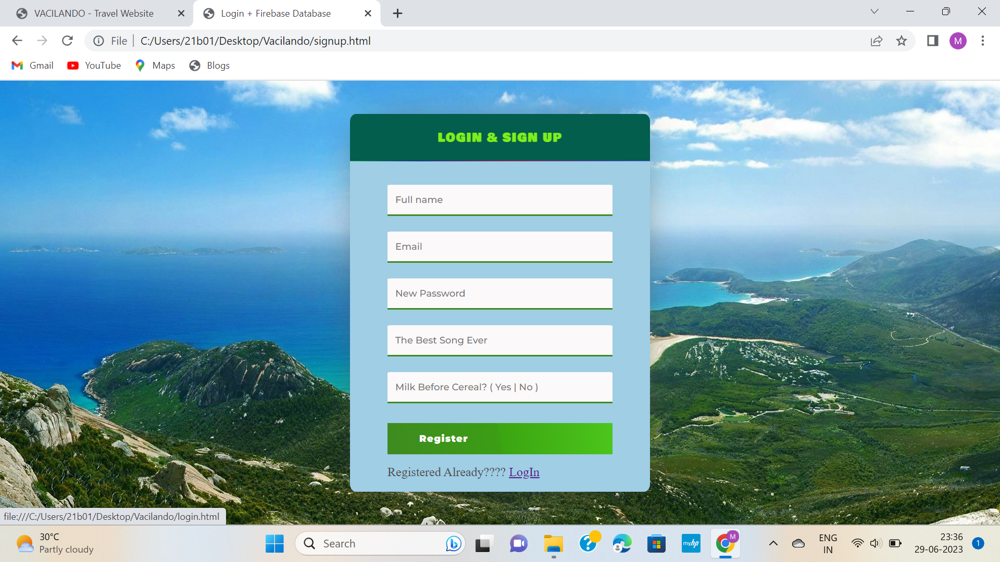 VACILANDO - Travel Website
Login + Firebase Database
File
C:/Users/21b01/Desktop/Vacilando/signup.html
M
Gmail
YouTube
Maps
Blogs
LOGIN & SIGN UP
Full name
Email
New Password
The Best Song Ever
Milk Before Cereal? ( Yes | No )
Register
Registered Already???? LogIn
file:///C:/Users/21b01/Desktop/Vacilando/login.html
30°C
Partly cloudy
Search
myhp
M
ENG
IN
23:36
29-06-2023
1